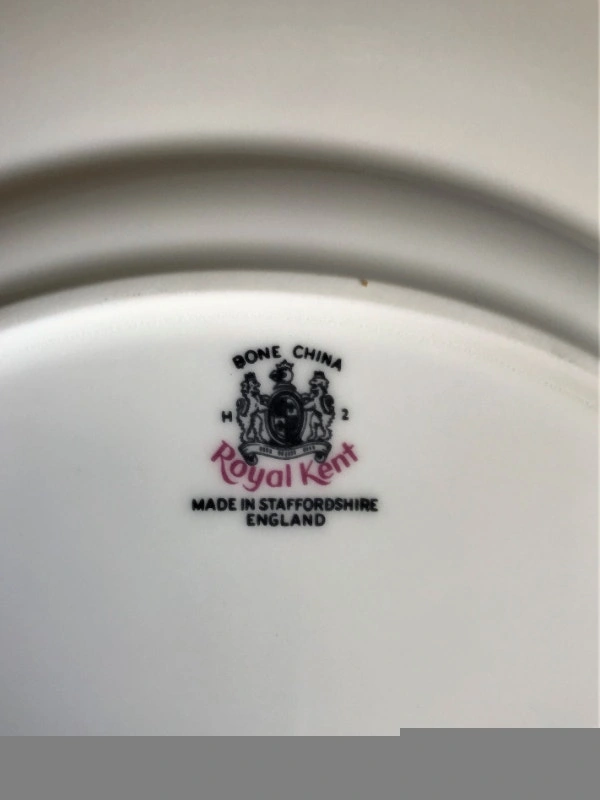 BONE CHINA
H 2
Royal Kent
MADE IN STAFFORDSHIRE
ENGLAND